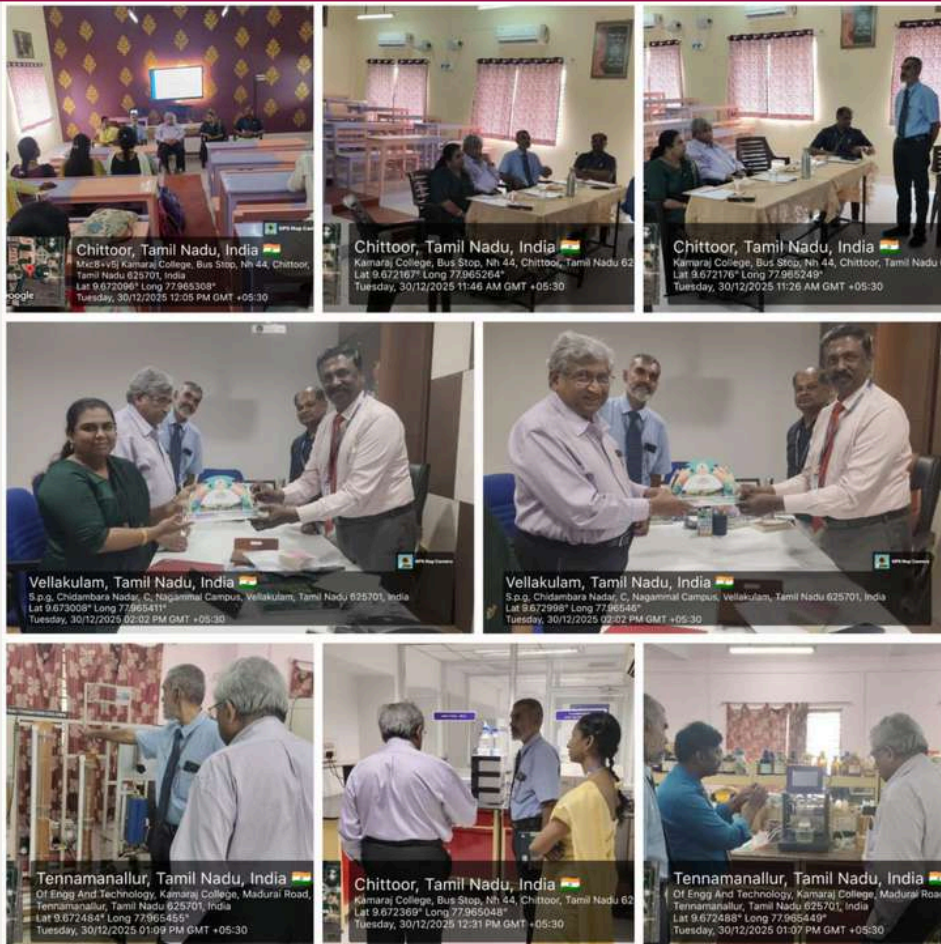 GPS Map Camera
Google
Chittoor, Tamil Nadu, India
Mxc8+v5j Kamaraj College, Bus Stop, Nh 44, Chittoor,
Tamil Nadu 625701, India
Lat 9.672096° Long 77.965308°
Tuesday, 30/12/2025 12:05 PM GMT +05:30
Chittoor, Tamil Nadu, India
Kamaraj College, Bus Stop, Nh 44, Chittoor, Tamil Nadu 62
Lat 9.672167° Long 77.965264°
Tuesday, 30/12/2025 11:46 AM GMT +05:30
Chittoor, Tamil Nadu, India
Kamaraj College, Bus Stop, Nh 44, Chittoor, Tamil Nadu
Lat 9.672176° Long 77.965249°
Tuesday, 30/12/2025 11:26 AM GMT +05:30
GPS Map Camera
Vellakulam, Tamil Nadu, India
S.p.g, Chidambara Nadar, C, Nagammal Campus, Vellakulam, Tamil Nadu 625701, India
Lat 9.673008° Long 77.965411°
Tuesday, 30/12/2025 02:02 PM GMT +05:30
GPS Map Camera
Vellakulam, Tamil Nadu, India
S.p.g, Chidambara Nadar, C, Nagammal Campus, Vellakulam, Tamil Nadu 625701, India
Lat 9.672998° Long 77.96546°
Tuesday, 30/12/2025 02:02 PM GMT +05:30
Tennamanallur, Tamil Nadu, India
Of Engg And Technology, Kamaraj College, Madurai Road,
Tennamanallur, Tamil Nadu 625701, India
Lat 9.672484° Long 77.965455°
Tuesday, 30/12/2025 01:09 PM GMT +05:30
Chittoor, Tamil Nadu, India
Kamaraj College, Bus Stop, Nh 44, Chittoor, Tamil Nadu 62
Lat 9.672369° Long 77.965048°
Tuesday, 30/12/2025 12:31 PM GMT +05:30
Tennamanallur, Tamil Nadu, India
Of Engg And Technology, Kamaraj College, Madurai Road
Tennamanallur, Tamil Nadu 625701, India
Lat 9.672488° Long 77.965449°
Tuesday, 30/12/2025 01:07 PM GMT +05:30